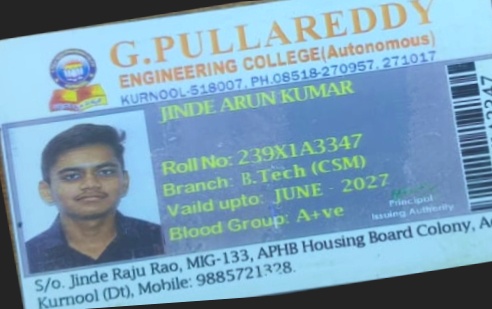 G.PULLAREDDY
ENGINEERING COLLEGE(Autonomous)
KURNOOL-518007, PH.08518-270957, 271017
JINDE ARUN KUMAR
Roll No: 239X1A3347
Branch: B.Tech (CSM)
Vaild upto: JUNE - 2027
Blood Group: A+ve
Principal
Issuing Authority
S/o. Jinde Raju Rao, MIG-133, APHB Housing Board Colony,
Kurnool (Dt), Mobile: 9885721328.